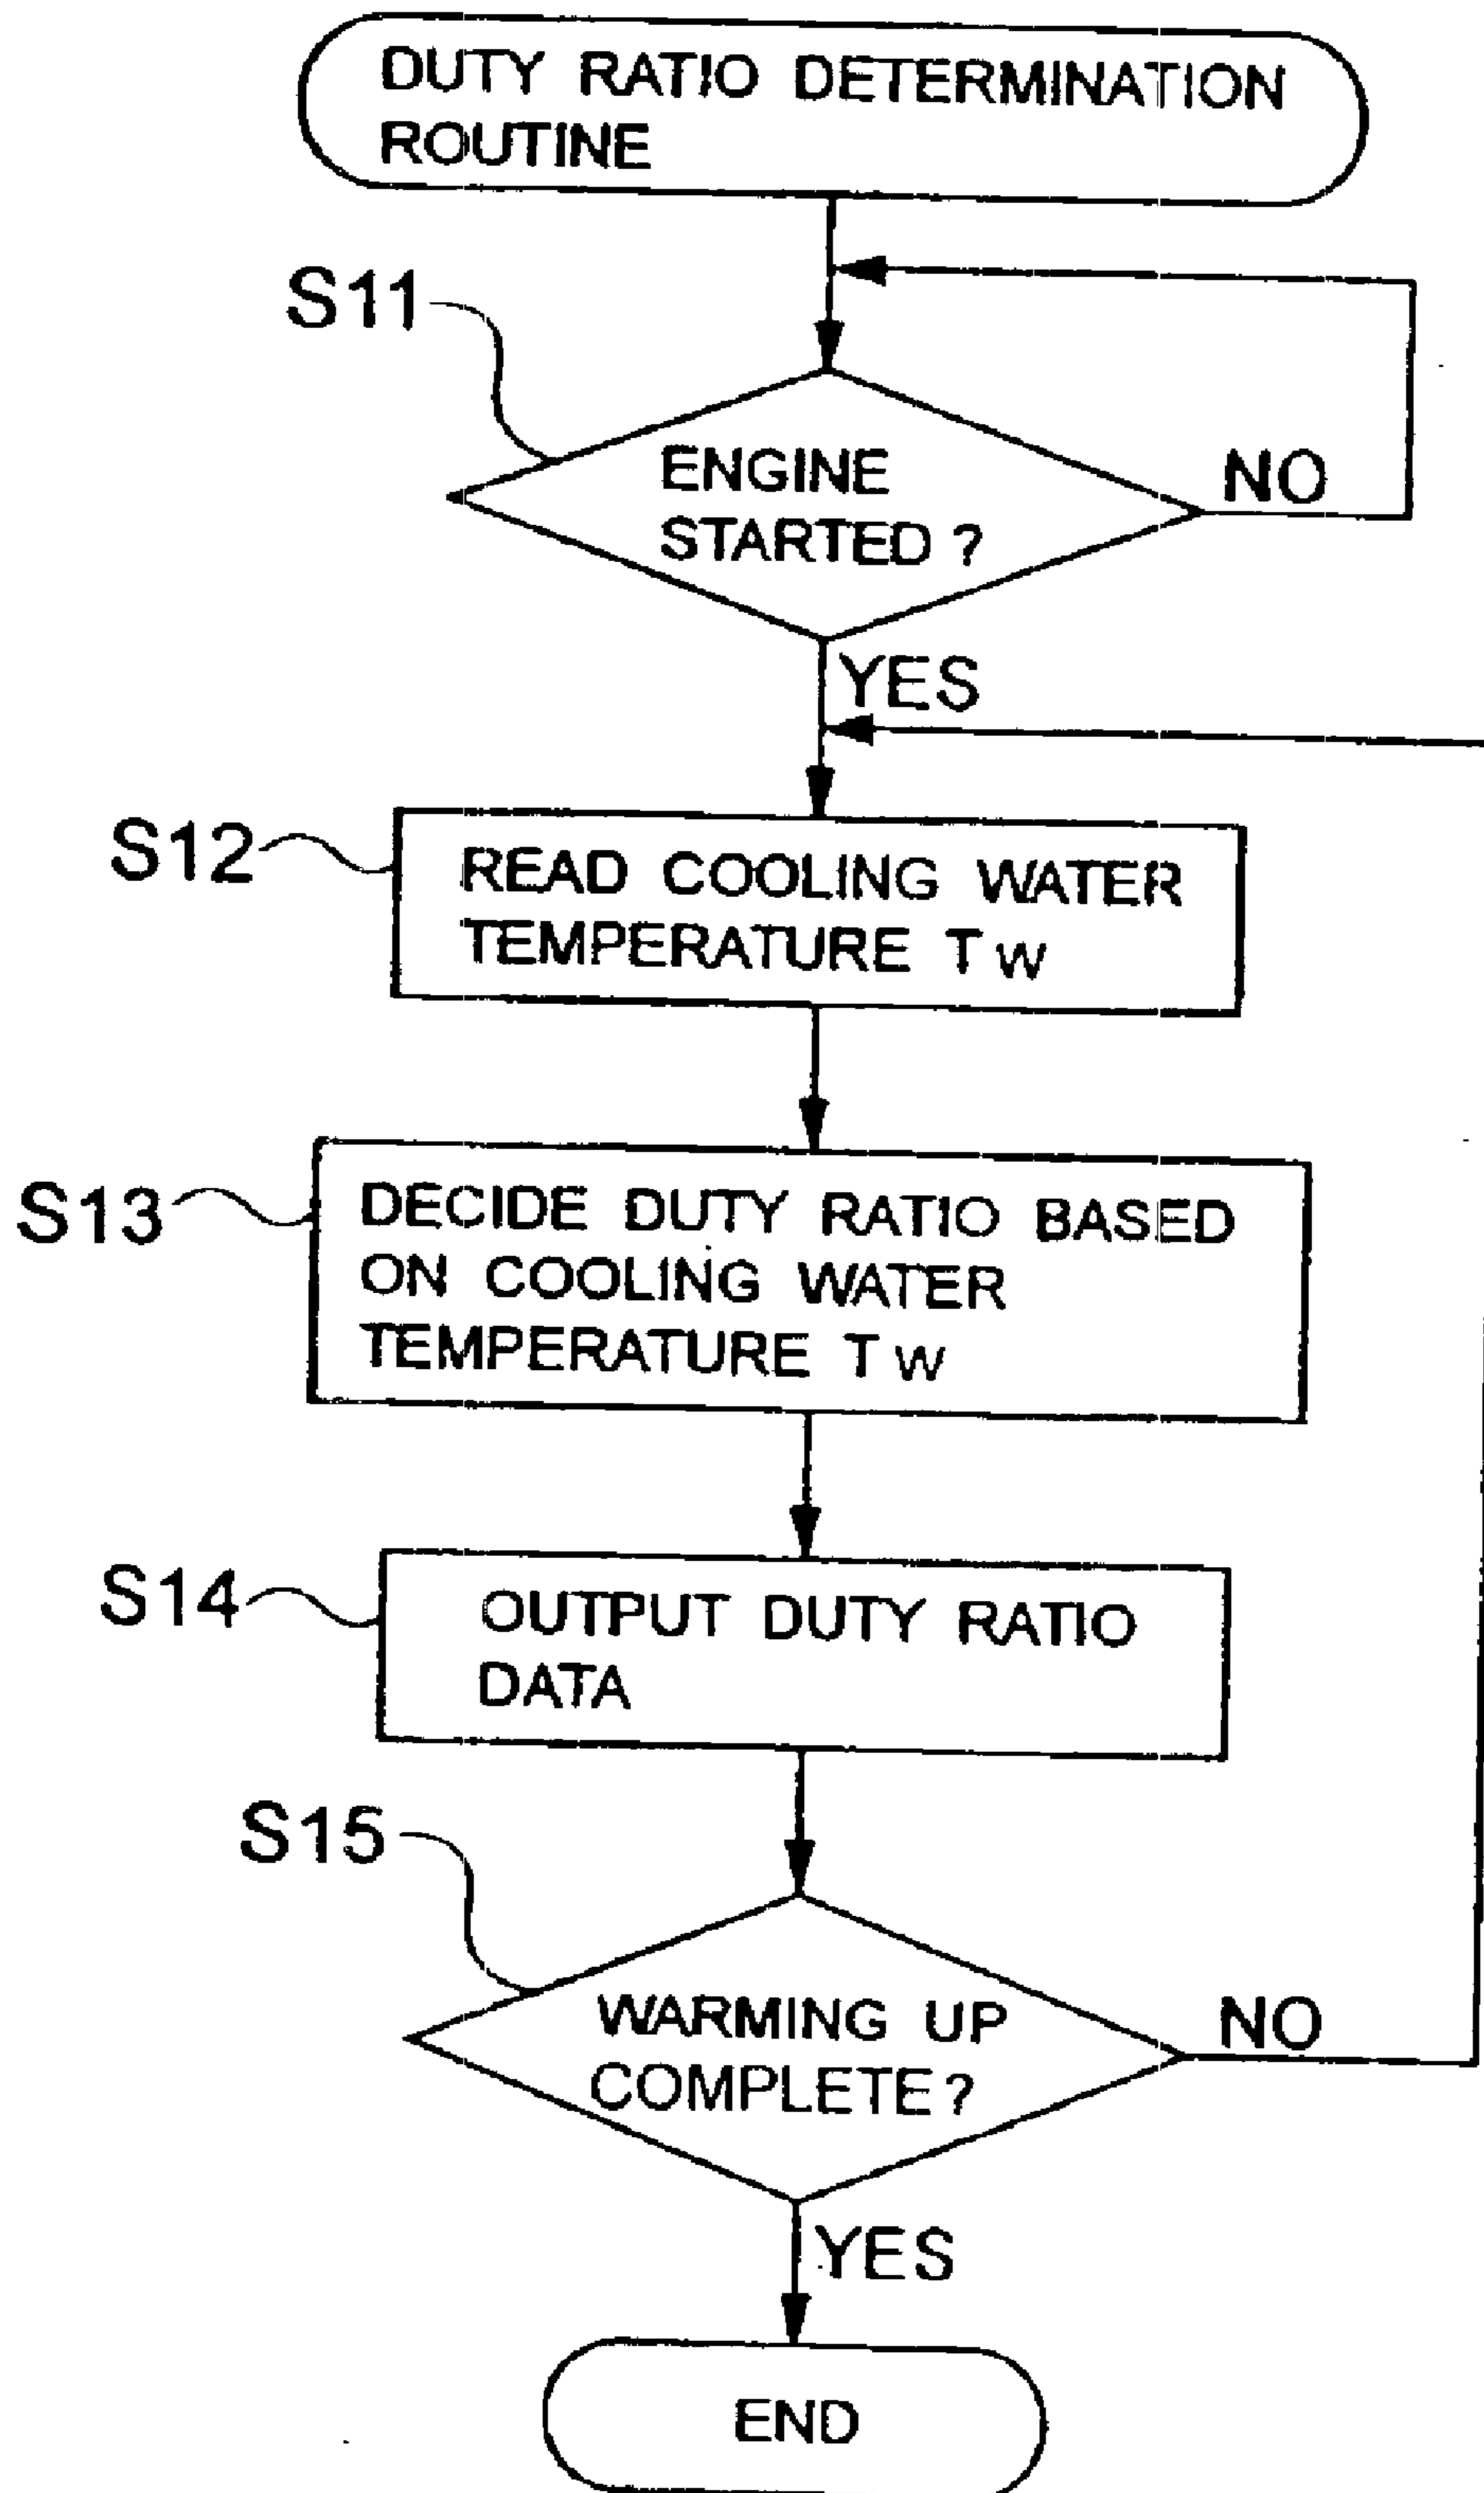 DUTY RATIO DETERMINATION
ROUTINE
S11
ENGINE
STARTED ?
NO
YES
S12
READ COOLING WATER
TEMPERATURE TW
S13
DECIDE DUTY RATIO BASED
ON COOLING WATER
TEMPERATURE TW
S14
OUTPUT DUTY RATIO
DATA
S15
WARMING UP
COMPLETE?
NO
YES
END